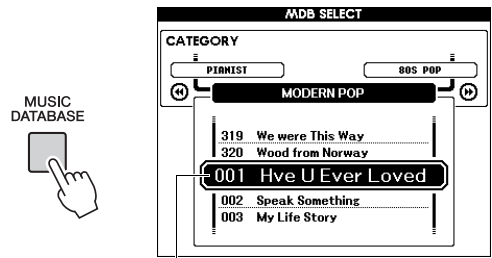 MDB SELECT
CATEGORY
PIANIST
80S POP
MODERN POP
MUSIC
DATABASE
319 We were This Way
320 Wood from Norway
001 Hve U Ever Loved
002 Speak Something
003 My Life Story